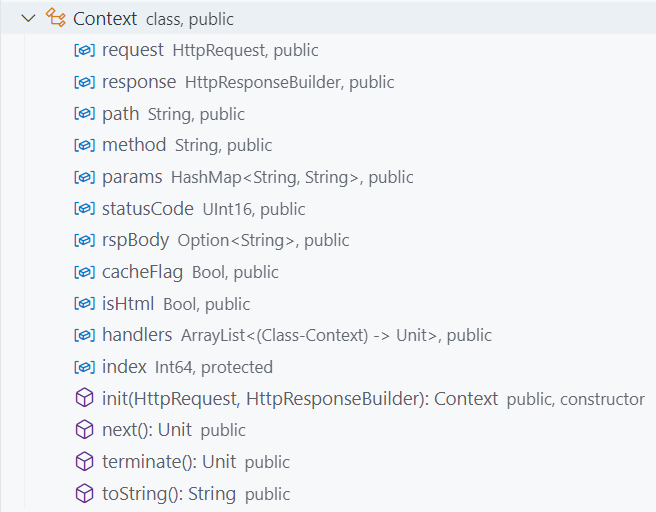 Context class, public
request HttpRequest, public
response HttpResponseBuilder, public
path String, public
method String, public
params HashMap<String, String>, public
statusCode UInt16, public
rspBody Option<String>, public
cacheFlag Bool, public
isHtml Bool, public
handlers ArrayList<(Class-Context) -> Unit>, public
index Int64, protected
init(HttpRequest, HttpResponseBuilder): Context public, constructor
next(): Unit public
terminate(): Unit public
toString(): String public